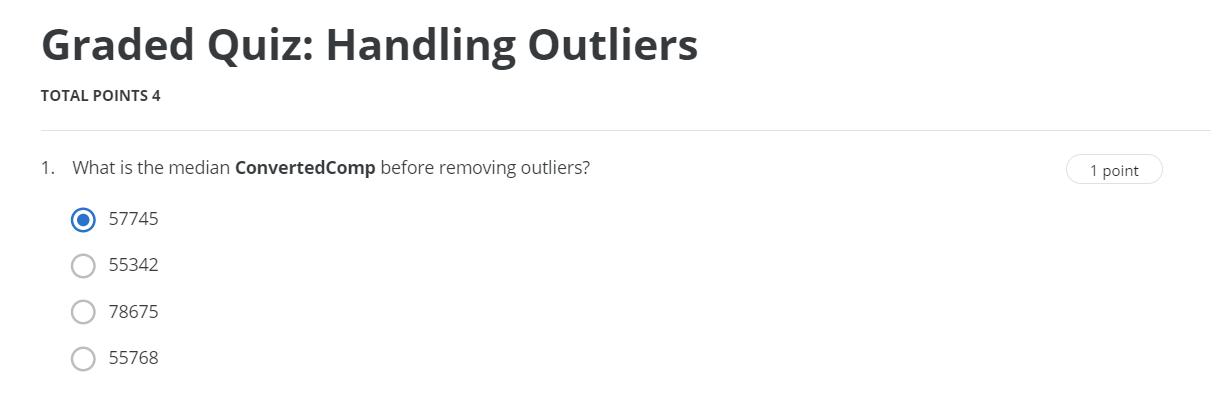 Graded Quiz: Handling Outliers
TOTAL POINTS 4
1. What is the median ConvertedComp before removing outliers?
1 point
57745
55342
78675
55768